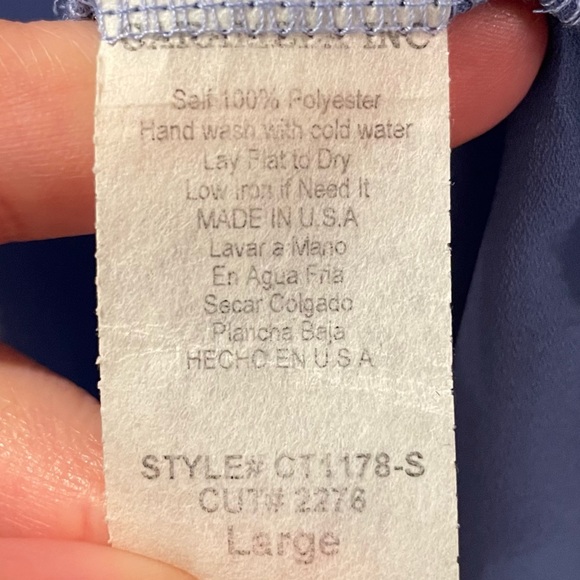 INC
Self 100% Polyester
Hand wash with cold water
Lay Flat to Dry
Low iron if Need It
MADE IN U.S.A
Lavar a Mano
En Agua Fria
Secar Colgado
Plancha Baja
HECHO EN U.S.A
STYLE# CT1178-S
CUT# 2276
Large